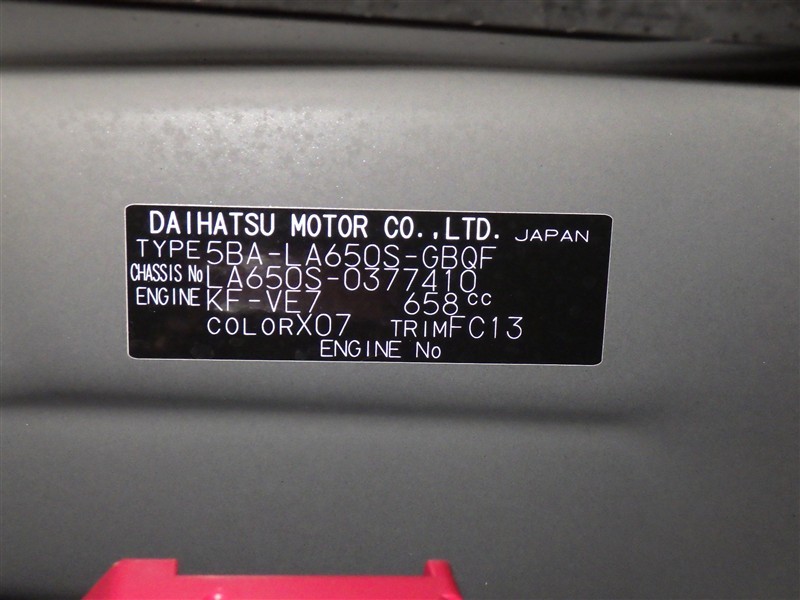 DAIHATSU MOTOR CO.,LTD. JAPAN
TYPE 5BA-LA650S-GBQF
CHASSIS No LA650S-0377410
ENGINE KF-VE7 658cc
COLOR X07 TRIM FC13
ENGINE No